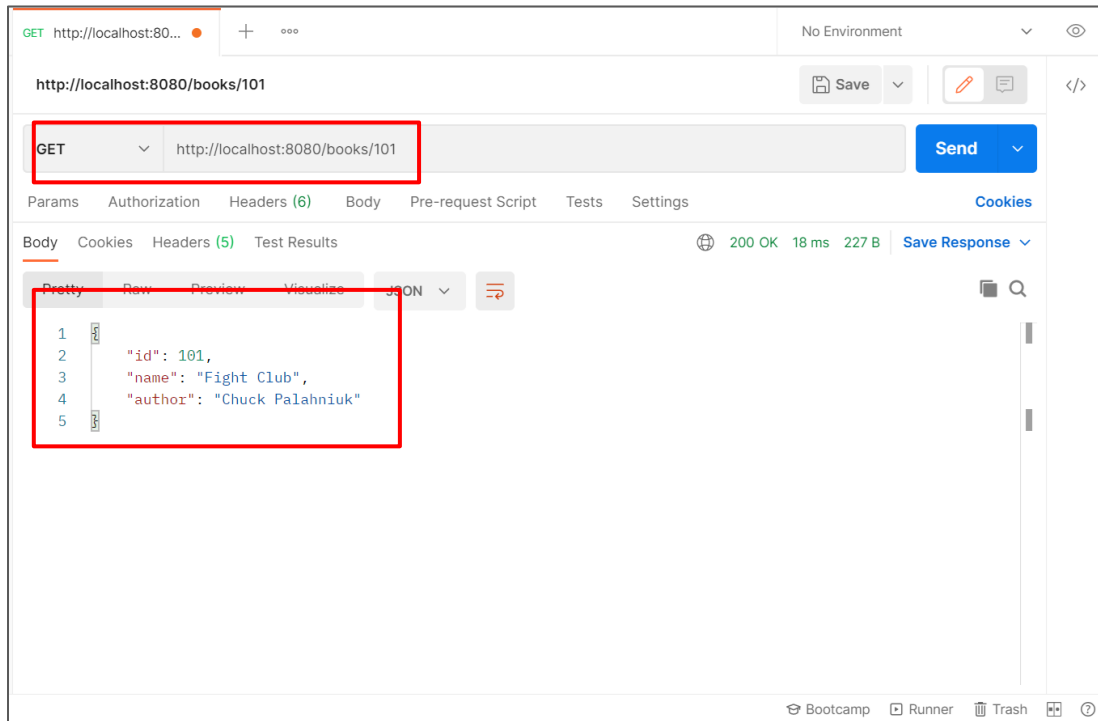 GET http://localhost:80... No Environment
http://localhost:8080/books/101 Save </>
GET http://localhost:8080/books/101 Send
Params Authorization Headers (6) Body Pre-request Script Tests Settings Cookies
Body Cookies Headers (5) Test Results 200 OK 18 ms 227 B Save Response
Pretty Raw Preview Visualize JSON
1 {
2 "id": 101,
3 "name": "Fight Club",
4 "author": "Chuck Palahniuk"
5 }
Bootcamp Runner Trash